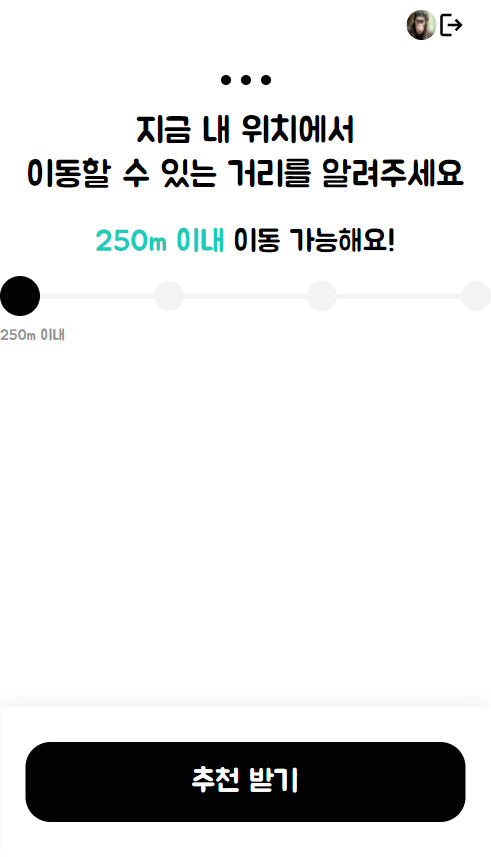 지금 내 위치에서
이동할 수 있는 거리를 알려주세요
250m 이내 이동 가능해요!
250m 이내
추천 받기